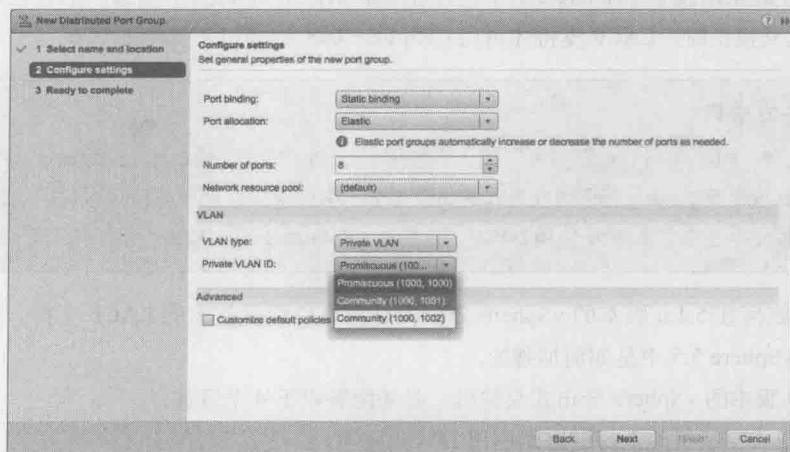 New Distributed Port Group
1 Select name and location
2 Configure settings
3 Ready to complete
Configure settings
Set general properties of the new port group.
Port binding: Static binding
Port allocation: Elastic
Elastic port groups automatically increase or decrease the number of ports as needed.
Number of ports: 8
Network resource pool: (default)
VLAN
VLAN type: Private VLAN
Private VLAN ID: Promiscuous (100...
Promiscuous (1000, 1000)
Community (1000, 1001)
Community (1000, 1002)
Advanced
Customize default policies
Back Next Cancel